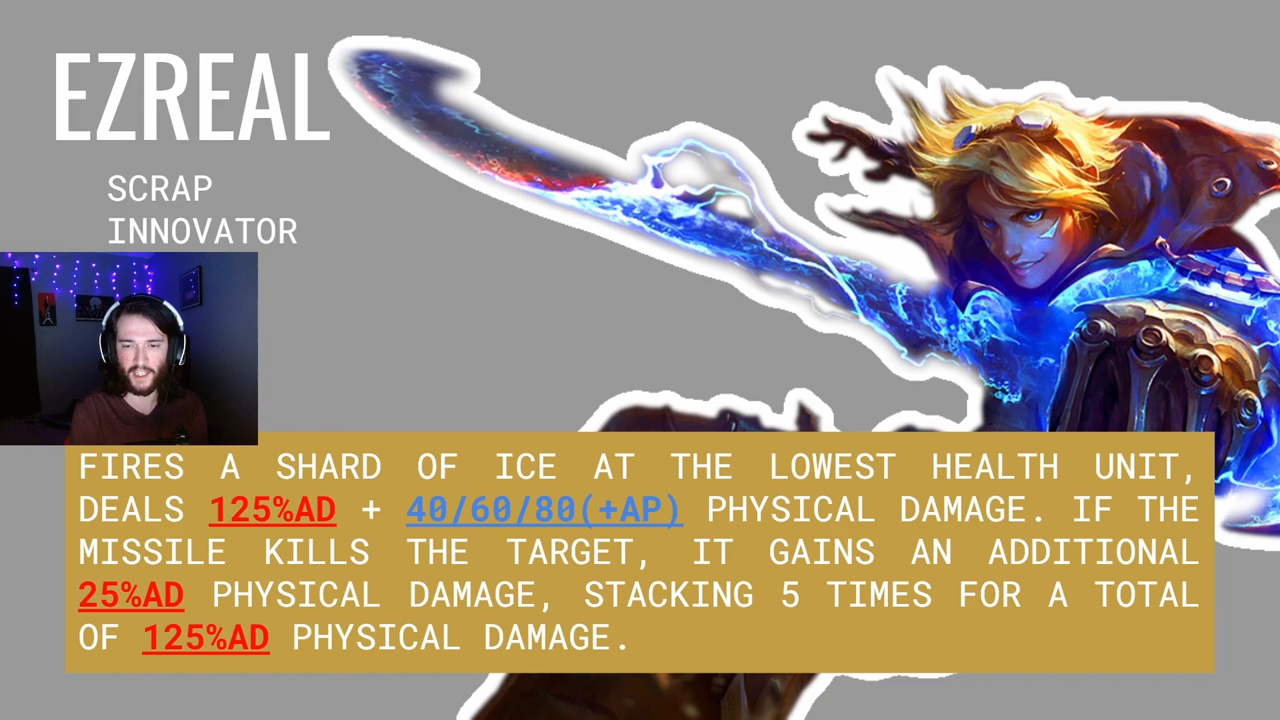 EZREAL
SCRAP
INNOVATOR
FIRES A SHARD OF ICE AT THE LOWEST HEALTH UNIT,
DEALS 125%AD + 40/60/80(+AP) PHYSICAL DAMAGE. IF THE
MISSILE KILLS THE TARGET, IT GAINS AN ADDITIONAL
25%AD PHYSICAL DAMAGE, STACKING 5 TIMES FOR A TOTAL
OF 125%AD PHYSICAL DAMAGE.